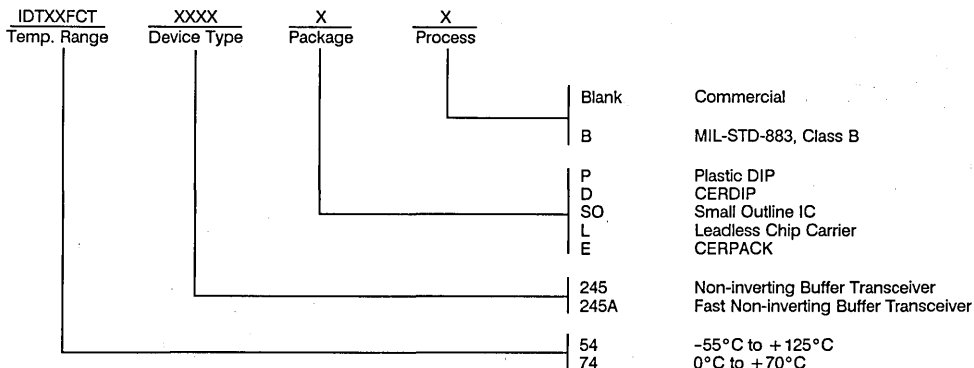 IDTXXFCT XXXX X X
Temp. Range Device Type Package Process
Blank Commercial
B MIL-STD-883, Class B
P Plastic DIP
D CERDIP
SO Small Outline IC
L Leadless Chip Carrier
E CERPACK
245 Non-inverting Buffer Transceiver
245A Fast Non-inverting Buffer Transceiver
54 -55°C to +125°C
74 0°C to +70°C